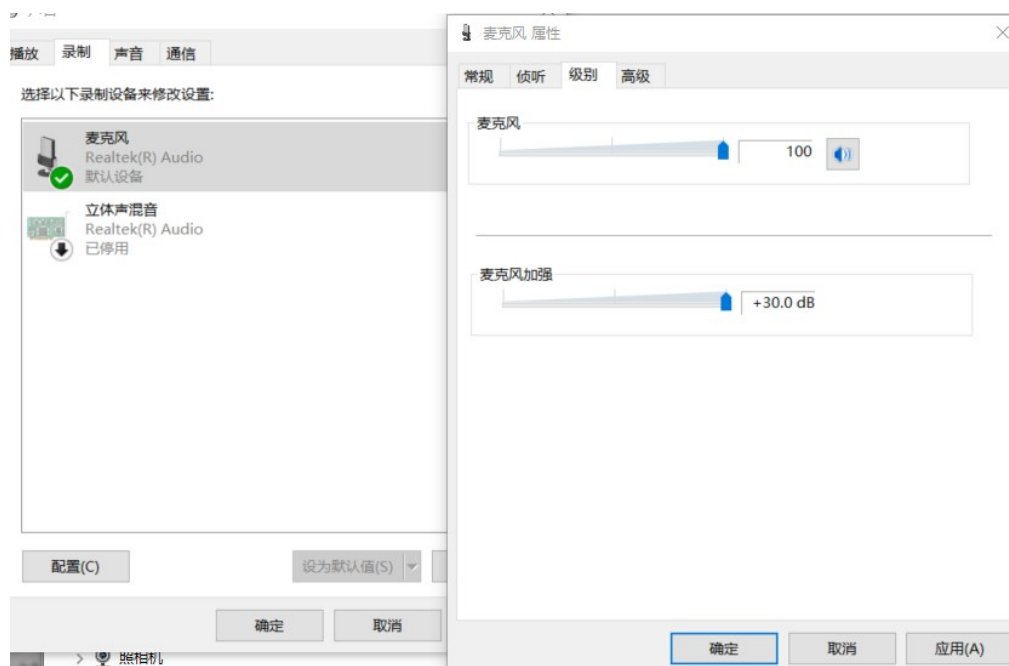 播放 录制 声音 通信
选择以下录制设备来修改设置:
麦克风
Realtek(R) Audio
默认设备
立体声混音
Realtek(R) Audio
已停用
配置(C)
设为默认值(S)
确定
取消
照相机
麦克风 属性
常规 侦听 级别 高级
麦克风
100
麦克风加强
+30.0 dB
确定
取消
应用(A)